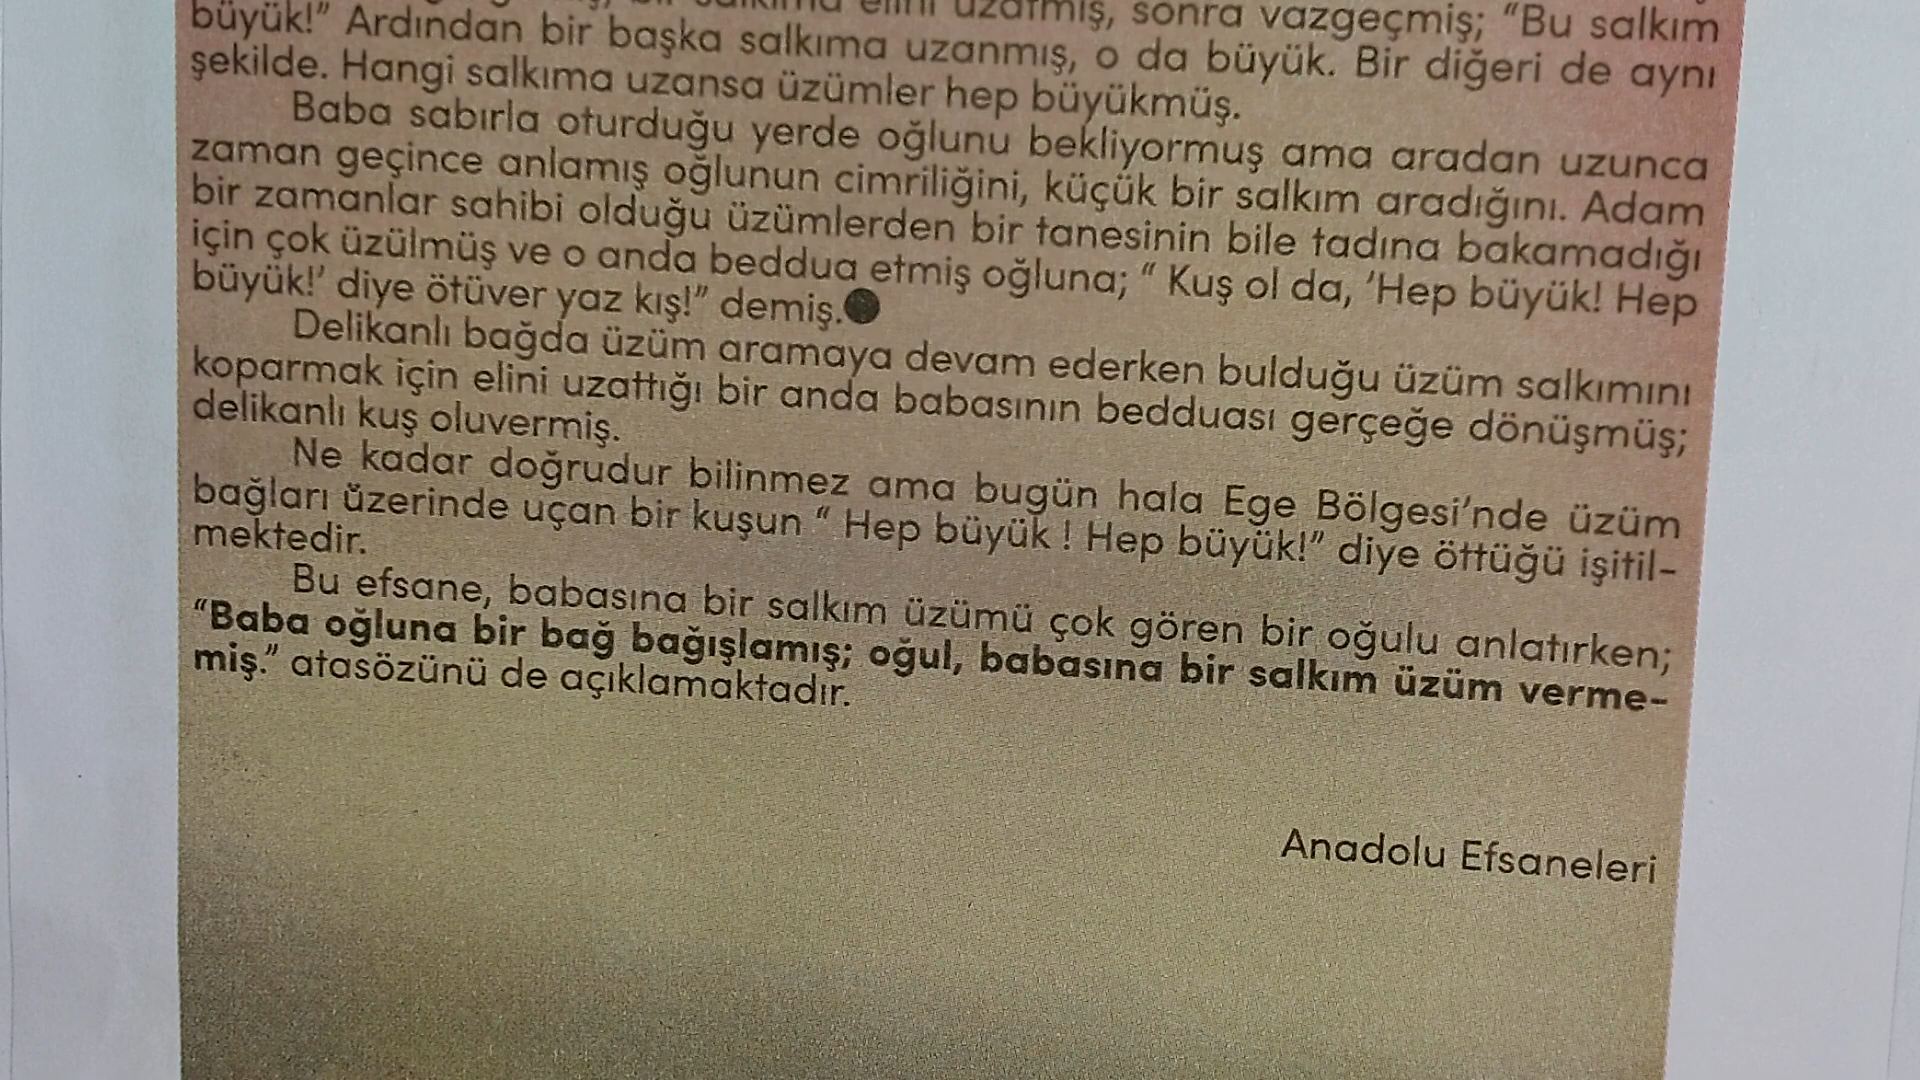 elini uzatmış, sonra vazgeçmiş; “Bu salkım
büyük!” Ardından bir başka salkıma uzanmış, o da büyük. Bir diğeri de aynı
şekilde. Hangi salkıma uzansa üzümler hep büyükmüş.
Baba sabırla oturduğu yerde oğlunu bekliyormuş ama aradan uzunca
zaman geçince anlamış oğlunun cimriliğini, küçük bir salkım aradığını. Adam
bir zamanlar sahibi olduğu üzümlerden bir tanesinin bile tadına bakamadığı
için çok üzülmüş ve o anda beddua etmiş oğluna; “ Kuş ol da, ‘Hep büyük! Hep
büyük!’ diye ötüver yaz kış!” demiş.
Delikanlı bağda üzüm aramaya devam ederken bulduğu üzüm salkımını
koparmak için elini uzattığı bir anda babasının bedduası gerçeğe dönüşmüş;
delikanlı kuş oluvermiş.
Ne kadar doğrudur bilinmez ama bugün hala Ege Bölgesi’nde üzüm
bağları üzerinde uçan bir kuşun “ Hep büyük ! Hep büyük!” diye öttüğü işitil-
mektedir.
Bu efsane, babasına bir salkım üzümü çok gören bir oğulu anlatırken;
“Baba oğluna bir bağ bağışlamış; oğul, babasına bir salkım üzüm verme-
miş.” atasözünü de açıklamaktadır.
Anadolu Efsaneleri